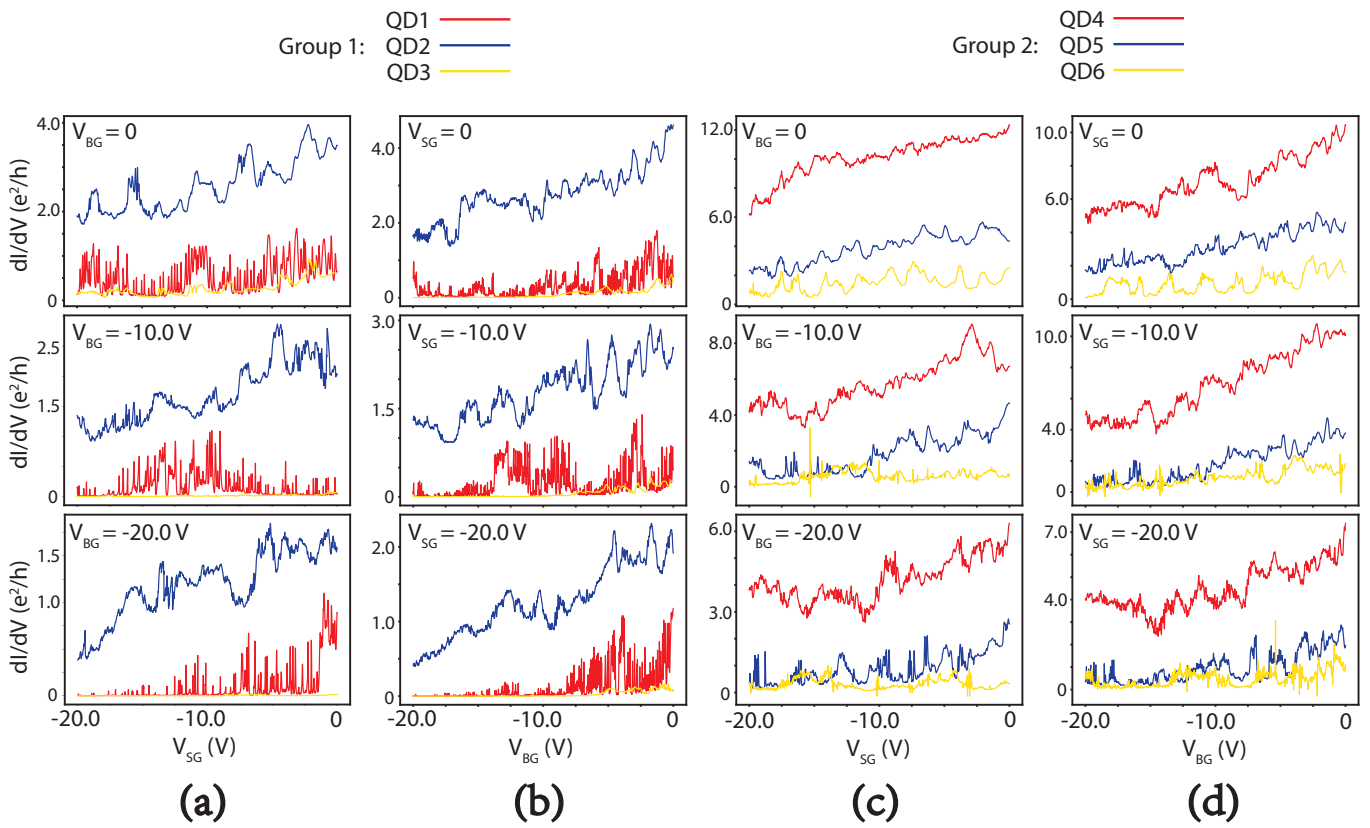 Group 1:
QD1
QD2
QD3
Group 2:
QD4
QD5
QD6
dI/dV (e²/h)
V_BG = 0
4.0
2.0
0
V_SG = 0
4.0
2.0
0
V_BG = 0
12.0
6.0
0
V_SG = 0
10.0
6.0
0
dI/dV (e²/h)
V_BG = -10.0 V
2.5
1.5
0
V_SG = -10.0 V
3.0
1.5
0
V_BG = -10.0 V
8.0
4.0
0
V_SG = -10.0 V
10.0
4.0
0
dI/dV (e²/h)
V_BG = -20.0 V
1.5
1.0
0
V_SG = -20.0 V
2.0
1.0
0
V_BG = -20.0 V
6.0
3.0
0
V_SG = -20.0 V
7.0
4.0
0
-20.0 -10.0 0
-20.0 -10.0 0
-20.0 -10.0 0
-20.0 -10.0 0
V_SG (V)
V_BG (V)
V_SG (V)
V_BG (V)
(a)
(b)
(c)
(d)